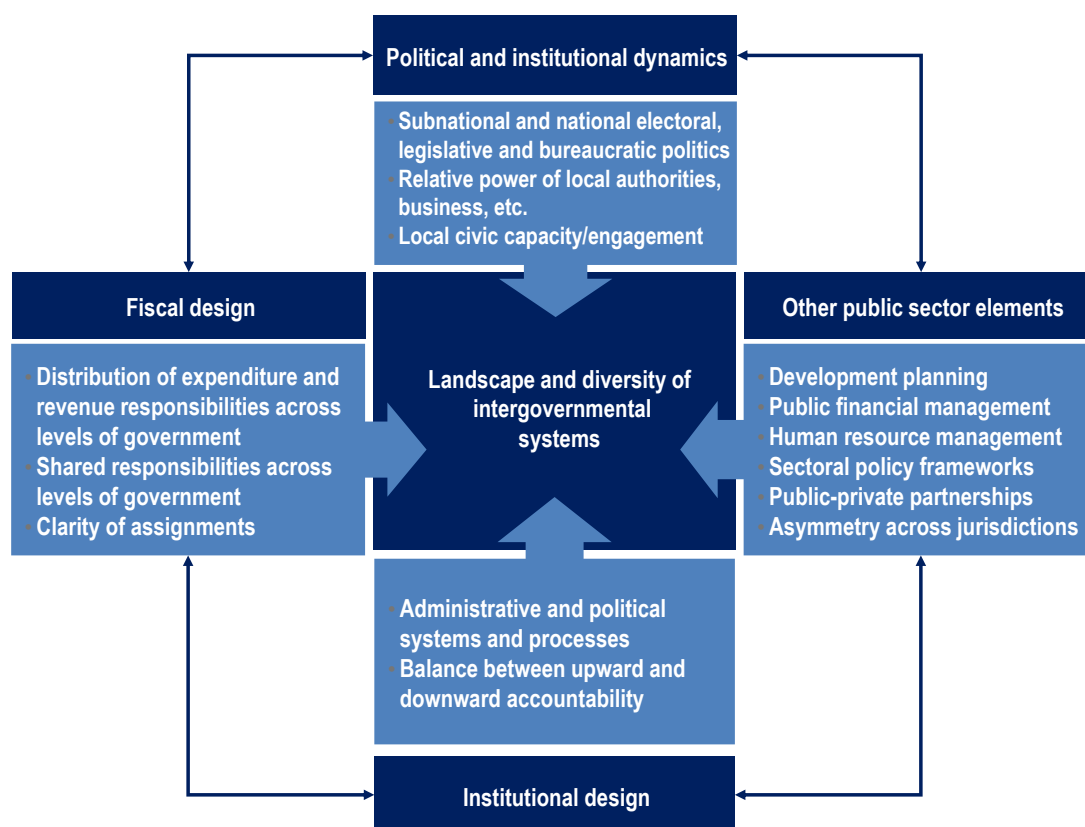 Political and institutional dynamics
Subnational and national electoral,
legislative and bureaucratic politics
Relative power of local authorities,
business, etc.
Local civic capacity/engagement
Fiscal design
Distribution of expenditure and
revenue responsibilities across
levels of government
Shared responsibilities across
levels of government
Clarity of assignments
Landscape and diversity of
intergovernmental
systems
Other public sector elements
Development planning
Public financial management
Human resource management
Sectoral policy frameworks
Public-private partnerships
Asymmetry across jurisdictions
Administrative and political
systems and processes
Balance between upward and
downward accountability
Institutional design